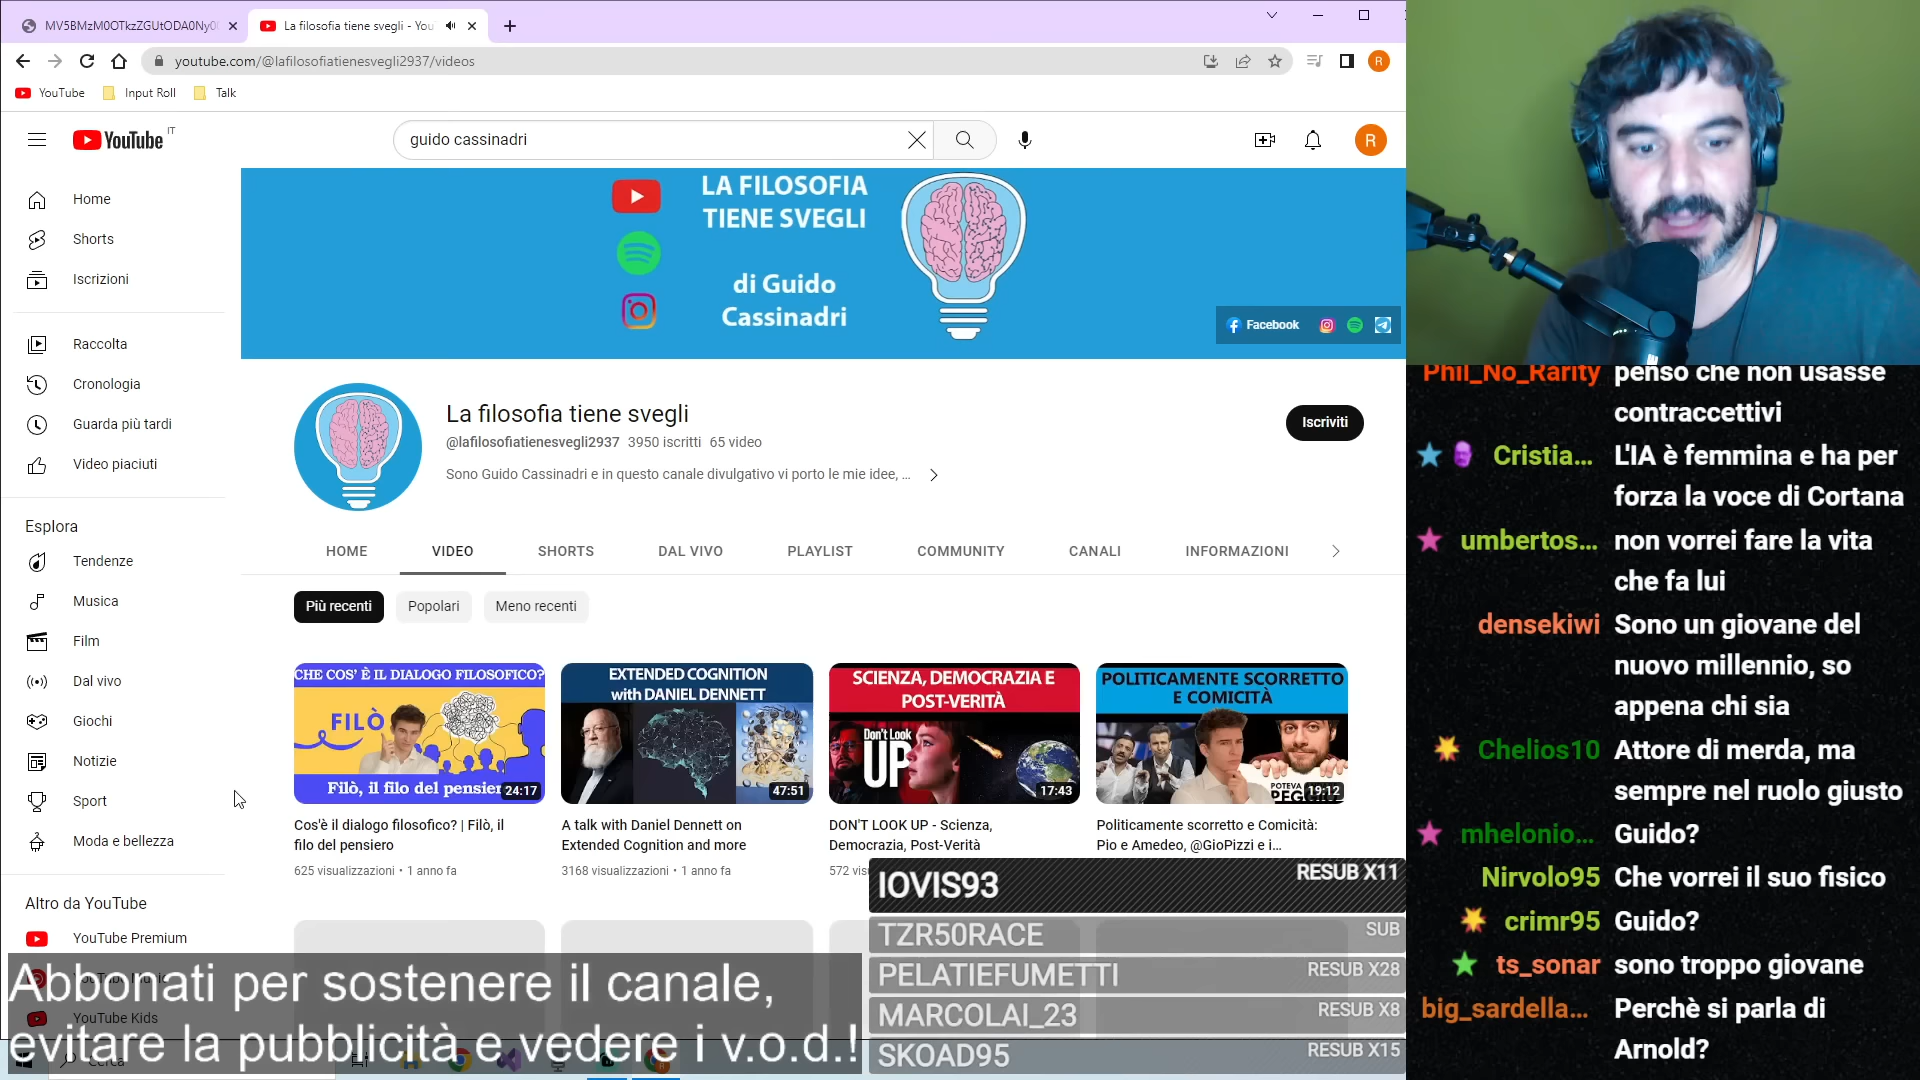 MV5BMzM0OTkzZGUtODA0Ny0
La filosofia tiene svegli - You
youtube.com/@lafilosofiatienesvegli2937/videos
R
YouTube
Input Roll
Talk
YouTube IT
guido cassinadri
R
Home
Shorts
Iscrizioni
Raccolta
Cronologia
Guarda più tardi
Video piaciuti
Esplora
Tendenze
Musica
Film
Dal vivo
Giochi
Notizie
Sport
Moda e bellezza
Altro da YouTube
YouTube Premium
YouTube Kids
LA FILOSOFIA
TIENE SVEGLI
di Guido
Cassinadri
Facebook
La filosofia tiene svegli
@lafilosofiatienesvegli2937 3950 iscritti 65 video
Sono Guido Cassinadri e in questo canale divulgativo vi porto le mie idee, ...
Iscriviti
HOME
VIDEO
SHORTS
DAL VIVO
PLAYLIST
COMMUNITY
CANALI
INFORMAZIONI
Più recenti
Popolari
Meno recenti
CHE COS' È IL DIALOGO FILOSOFICO?
FILÒ
Filò, il filo del pensier
24:17
Cos'è il dialogo filosofico? | Filò, il
filo del pensiero
625 visualizzazioni • 1 anno fa
EXTENDED COGNITION
with DANIEL DENNETT
47:51
A talk with Daniel Dennett on
Extended Cognition and more
3168 visualizzazioni • 1 anno fa
SCIENZA, DEMOCRAZIA E
POST-VERITÀ
Don't Look
UP
17:43
DON'T LOOK UP - Scienza,
Democrazia, Post-Verità
572 vis
POLITICAMENTE SCORRETTO
E COMICITÀ
POTEVA
19:12
Politicamente scorretto e Comicità:
Pio e Amedeo, @GioPizzi e i...
IOVIS93 RESUB X11
TZR50RACE SUB
PELATIEFUMETTI RESUB X28
MARCOLAI_23 RESUB X8
SKOAD95 RESUB X15
Abbonati per sostenere il canale,
evitare la pubblicità e vedere i v.o.d.!
Cerca
Phil_No_Rarity penso che non usasse
contraccettivi
Cristia... L'IA è femmina e ha per
forza la voce di Cortana
umbertos... non vorrei fare la vita
che fa lui
densekiwi Sono un giovane del
nuovo millennio, so
appena chi sia
Chelios10 Attore di merda, ma
sempre nel ruolo giusto
mhelonio... Guido?
Nirvolo95 Che vorrei il suo fisico
crimr95 Guido?
ts_sonar sono troppo giovane
big_sardella... Perchè si parla di
Arnold?